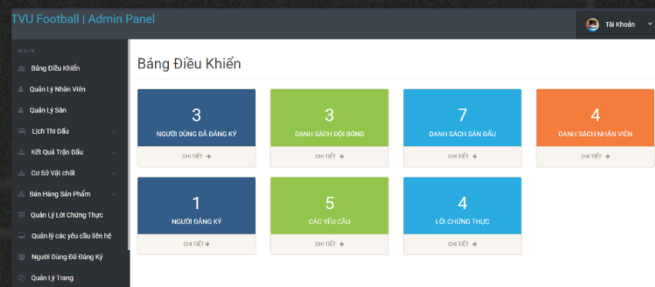 TVU Football | Admin Panel
Tài Khoản
MAIN
Bảng Điều Khiển
Quản Lý Nhân Viên
Quản Lý Sân
Lịch Thi Đấu
Kết Quả Trận Đấu
Cơ Sở Vật chất
Bán Hàng Sản Phẩm
Quản Lý Lời Chứng Thực
Quản lý các yêu cầu liên hệ
Người Dùng Đã Đăng Ký
Quản Lý Trang
Bảng Điều Khiển
3
NGƯỜI DÙNG ĐÃ ĐĂNG KÝ
CHI TIẾT
3
DANH SÁCH ĐỘI BÓNG
CHI TIẾT
7
DANH SÁCH SÂN ĐẤU
CHI TIẾT
4
DANH SÁCH NHÂN VIÊN
CHI TIẾT
1
NGƯỜI ĐĂNG KÝ
CHI TIẾT
5
CÁC YÊU CẦU
CHI TIẾT
4
LỜI CHỨNG THỰC
CHI TIẾT